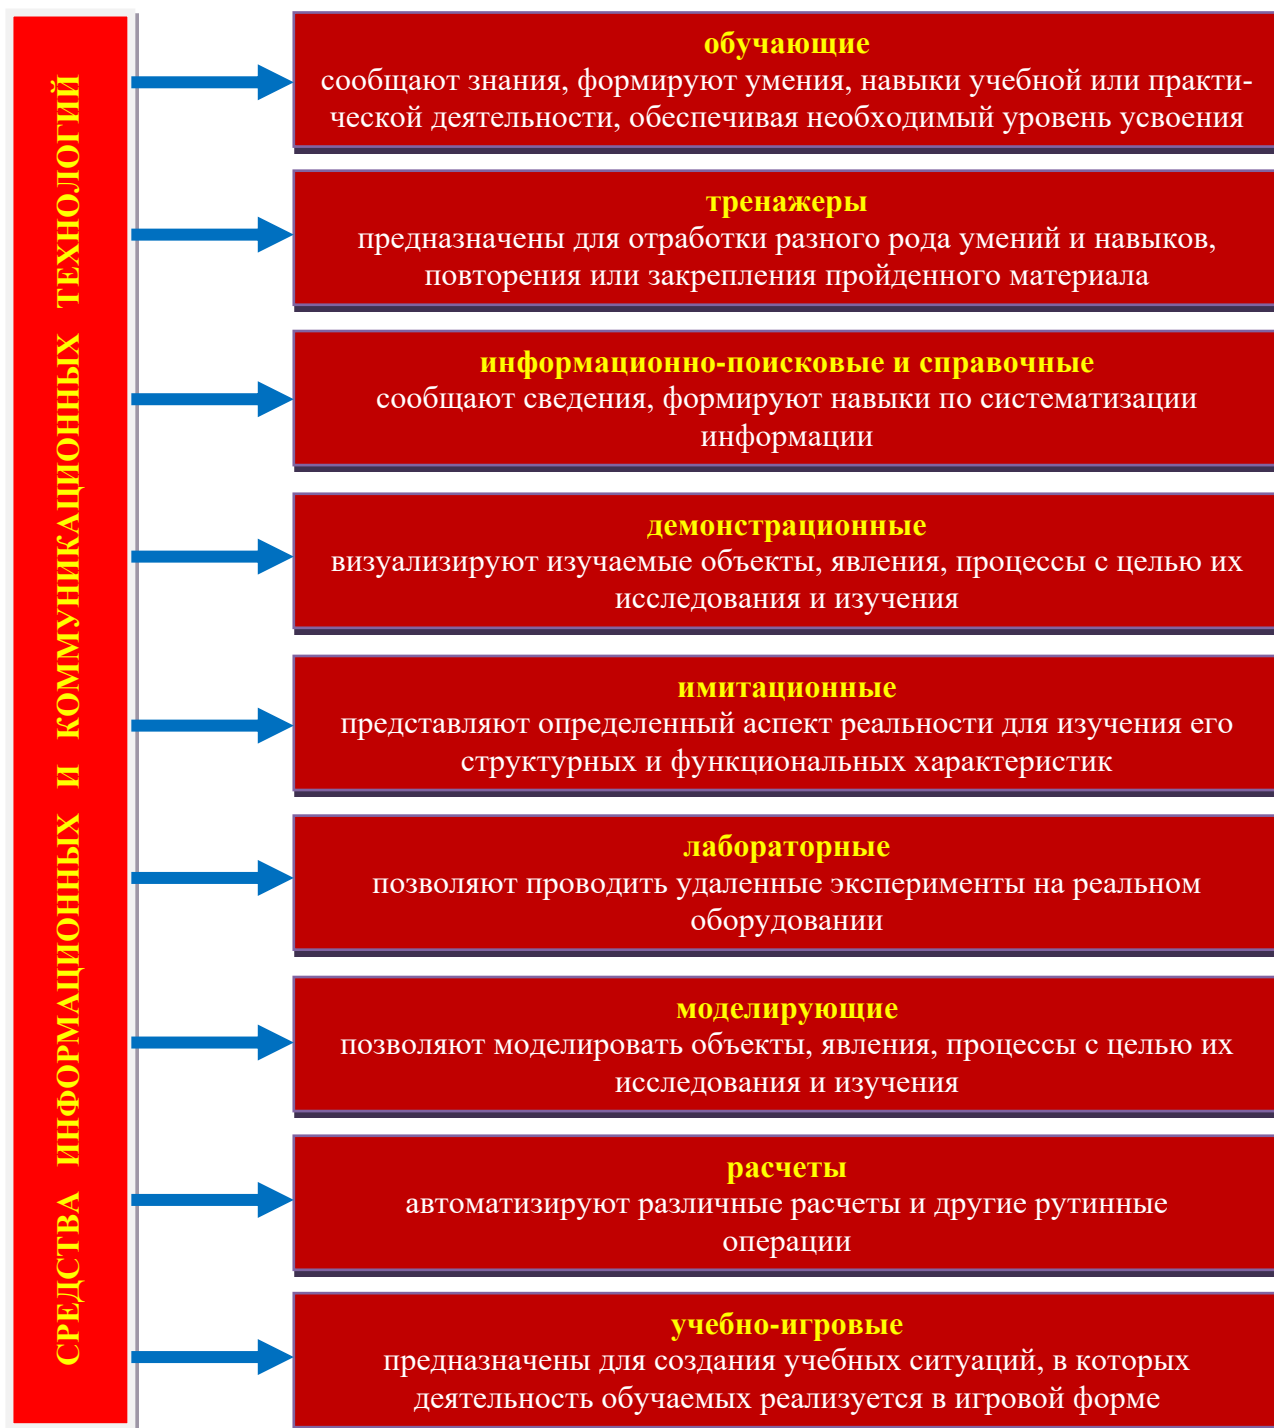 СРЕДСТВА ИНФОРМАЦИОННЫХ И КОММУНИКАЦИОННЫХ ТЕХНОЛОГИЙ
обучающие
сообщают знания, формируют умения, навыки учебной или практи-
ческой деятельности, обеспечивая необходимый уровень усвоения
тренажеры
предназначены для отработки разного рода умений и навыков,
повторения или закрепления пройденного материала
информационно-поисковые и справочные
сообщают сведения, формируют навыки по систематизации
информации
демонстрационные
визуализируют изучаемые объекты, явления, процессы с целью их
исследования и изучения
имитационные
представляют определенный аспект реальности для изучения его
структурных и функциональных характеристик
лабораторные
позволяют проводить удаленные эксперименты на реальном
оборудовании
моделирующие
позволяют моделировать объекты, явления, процессы с целью их
исследования и изучения
расчеты
автоматизируют различные расчеты и другие рутинные
операции
учебно-игровые
предназначены для создания учебных ситуаций, в которых
деятельность обучаемых реализуется в игровой форме